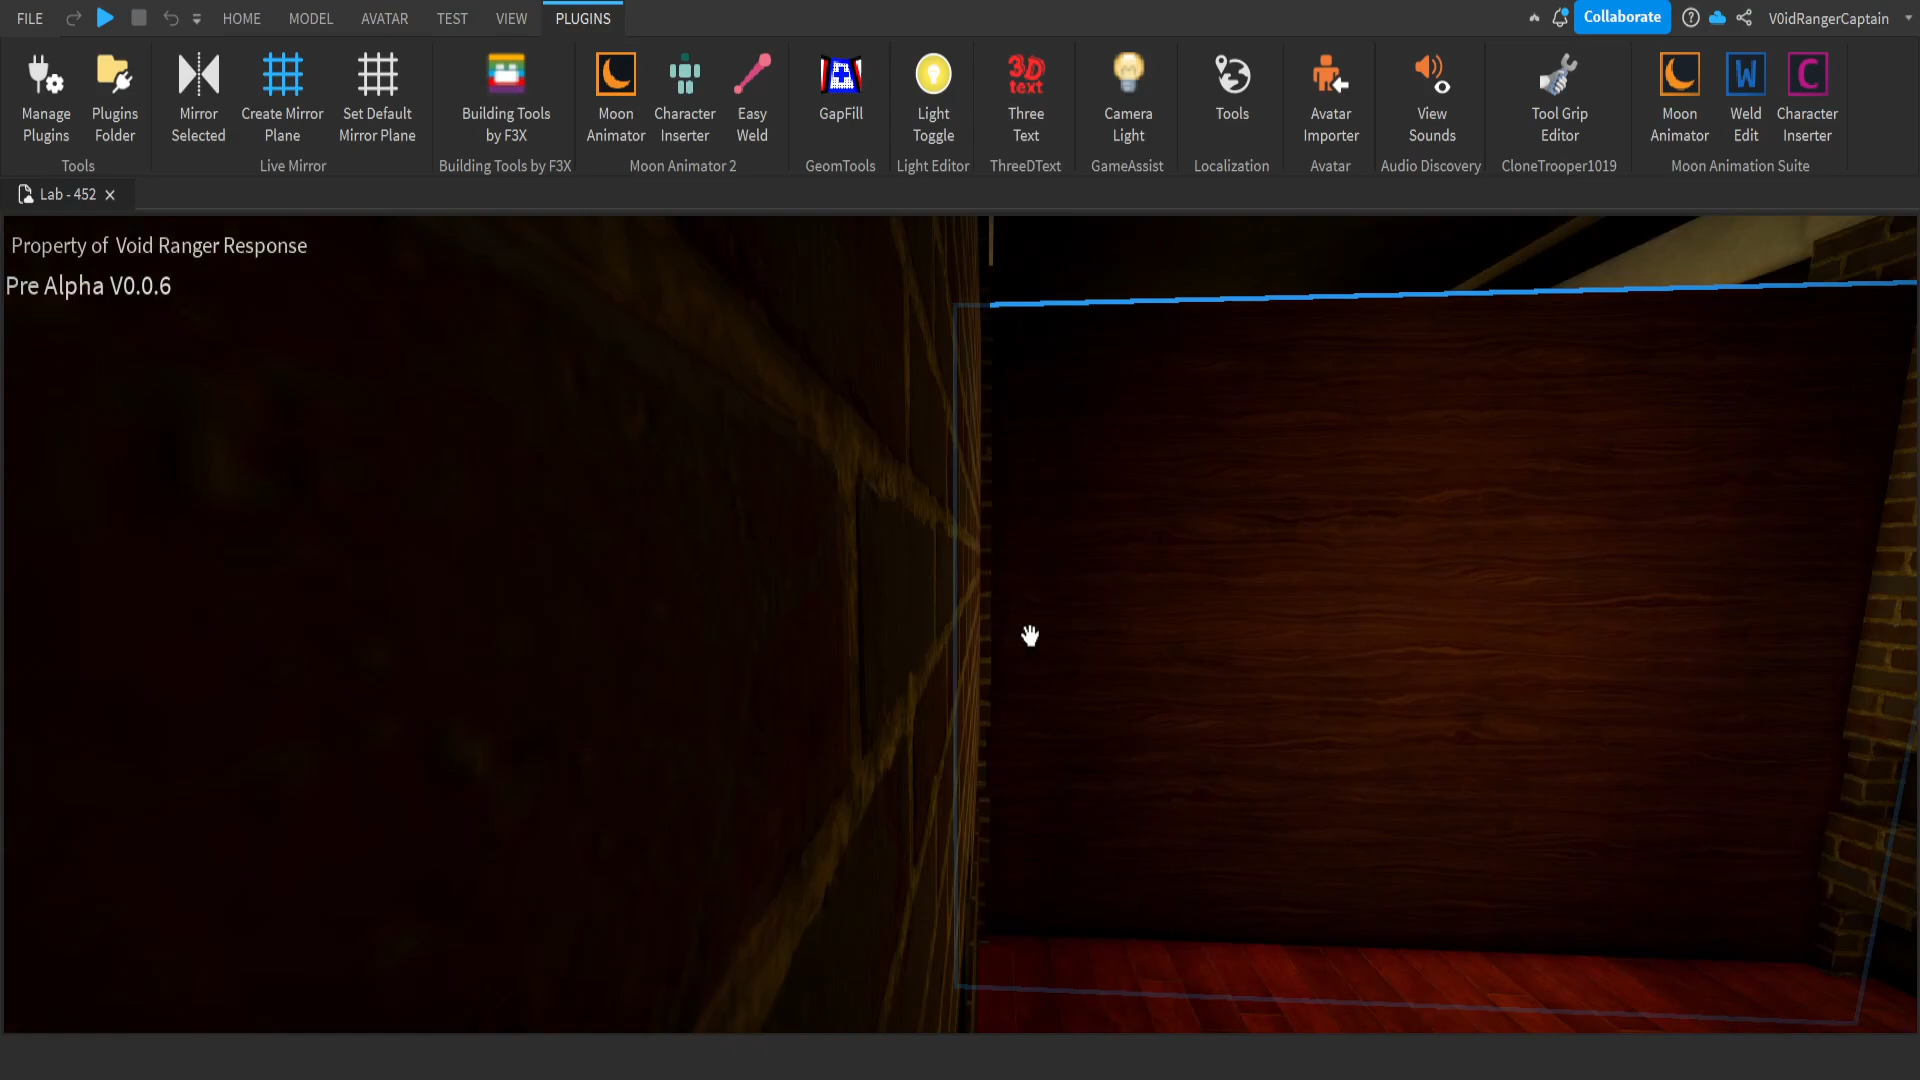 FILE HOME MODEL AVATAR TEST VIEW PLUGINS Collaborate V0idRangerCaptain
Manage Plugins
Plugins Folder
Tools
Mirror Selected
Create Mirror Plane
Set Default Mirror Plane
Live Mirror
Building Tools by F3X
Building Tools by F3X
Moon Animator
Character Inserter
Easy Weld
Moon Animator 2
GapFill
GeomTools
Light Toggle
Light Editor
3D text
Three Text
ThreeDText
Camera Light
GameAssist
Tools
Localization
Avatar Importer
Avatar
View Sounds
Audio Discovery
Tool Grip Editor
CloneTrooper1019
Moon Animator
W
Weld Edit
C
Character Inserter
Moon Animation Suite
Lab - 452
Property of Void Ranger Response
Pre Alpha V0.0.6